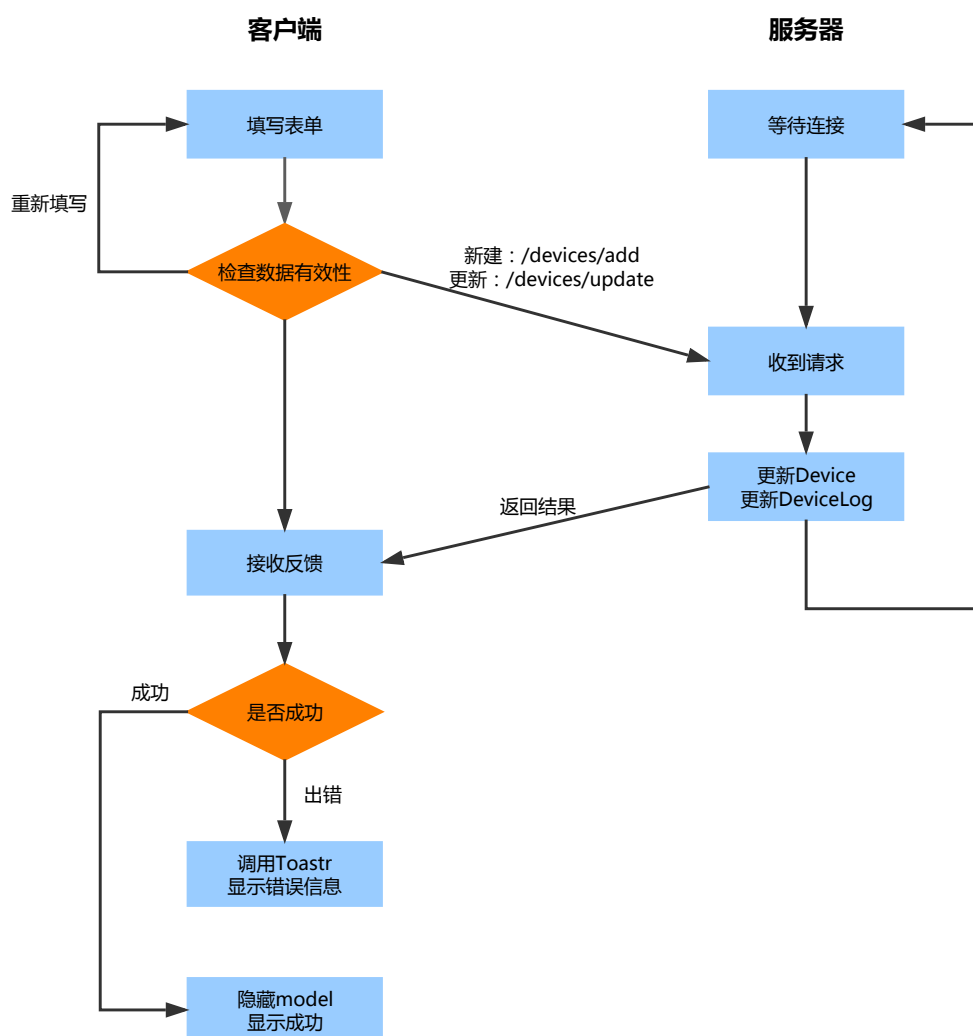 客户端
服务器
填写表单
等待连接
重新填写
检查数据有效性
新建：/devices/add
更新：/devices/update
收到请求
更新Device
更新DeviceLog
返回结果
接收反馈
成功
是否成功
出错
调用Toastr
显示错误信息
隐藏model
显示成功